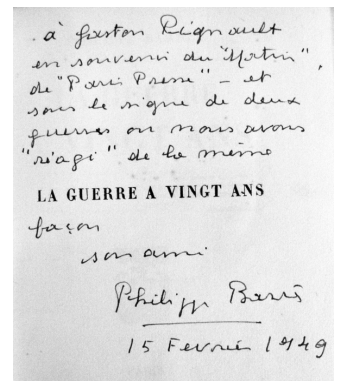 à Gaston Rignault
en souvenir du "Matin",
de "Paris Presse" – et
sous le signe de deux
guerres où nous avons
"réagi" de la même
LA GUERRE A VINGT ANS
façon
son ami
Philippe Barrès
15 Février 1949